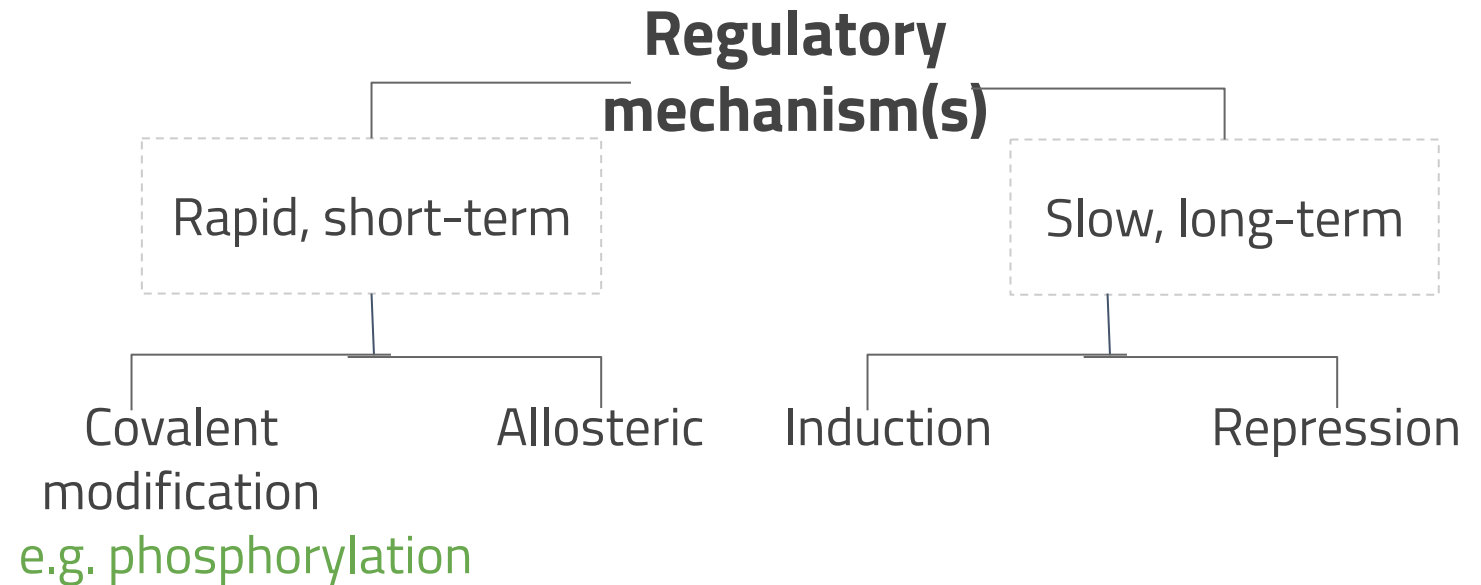 Regulatory
mechanism(s)
Rapid, short-term
Slow, long-term
Covalent
modification
e.g. phosphorylation
Allosteric
Induction
Repression